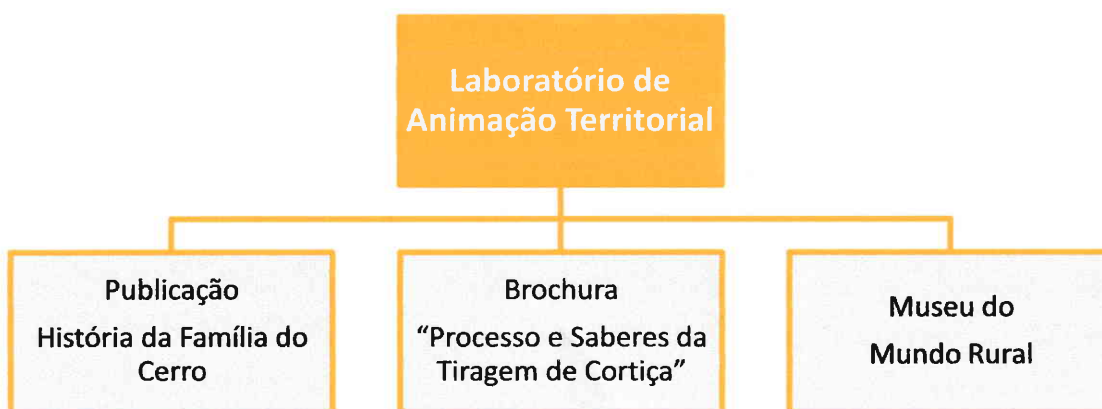 Laboratório de
Animação Territorial
Publicação
História da Família do
Cerro
Brochura
“Processo e Saberes da
Tiragem de Cortiça”
Museu do
Mundo Rural